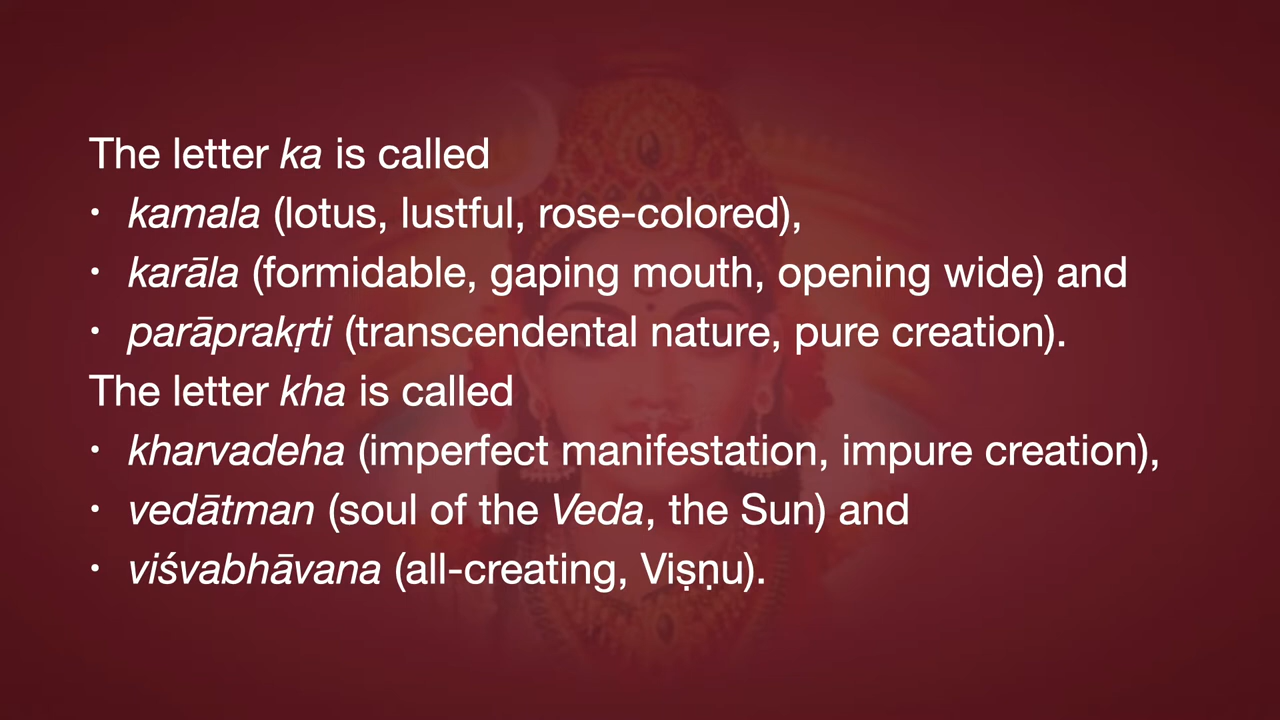 The letter ka is called
• kamala (lotus, lustful, rose-colored),
• karāla (formidable, gaping mouth, opening wide) and
• parāprakṛti (transcendental nature, pure creation).
The letter kha is called
• kharvadeha (imperfect manifestation, impure creation),
• vedātman (soul of the Veda, the Sun) and
• viśvabhāvana (all-creating, Viṣṇu).